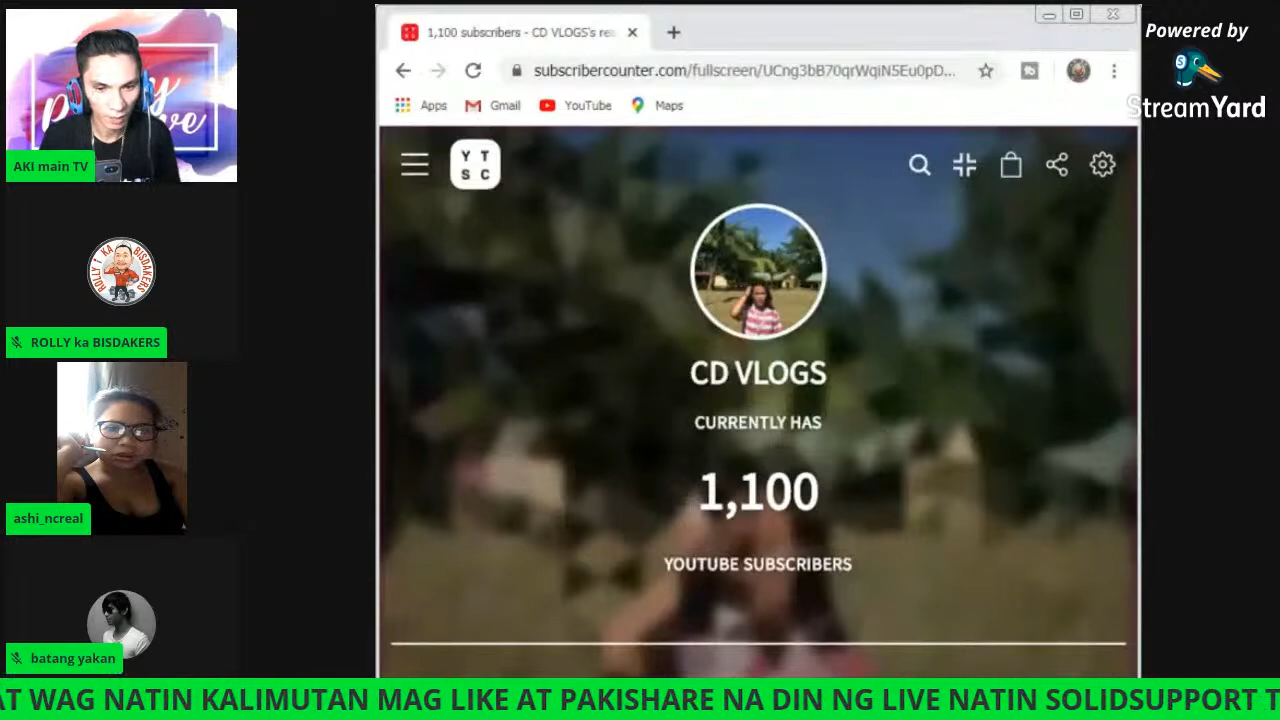 AKI main TV
ROLLY ka BISDAKERS
ashi_ncreal
batang yakan
1,100 subscribers - CD VLOGS's
subscribercounter.com/fullscreen/UCng3bB70qrWqiN5Eu0pD...
Apps Gmail YouTube Maps
Y T
S C
CD VLOGS
CURRENTLY HAS
1,100
YOUTUBE SUBSCRIBERS
Powered by
StreamYard
AT WAG NATIN KALIMUTAN MAG LIKE AT PAKISHARE NA DIN NG LIVE NATIN SOLIDSUPPORT T